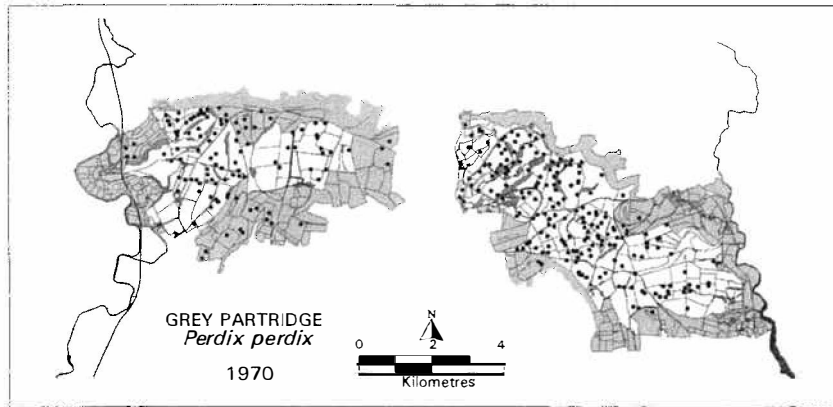 GREY PARTRIDGE
Perdix perdix
1970
N
0 2 4
Kilometres